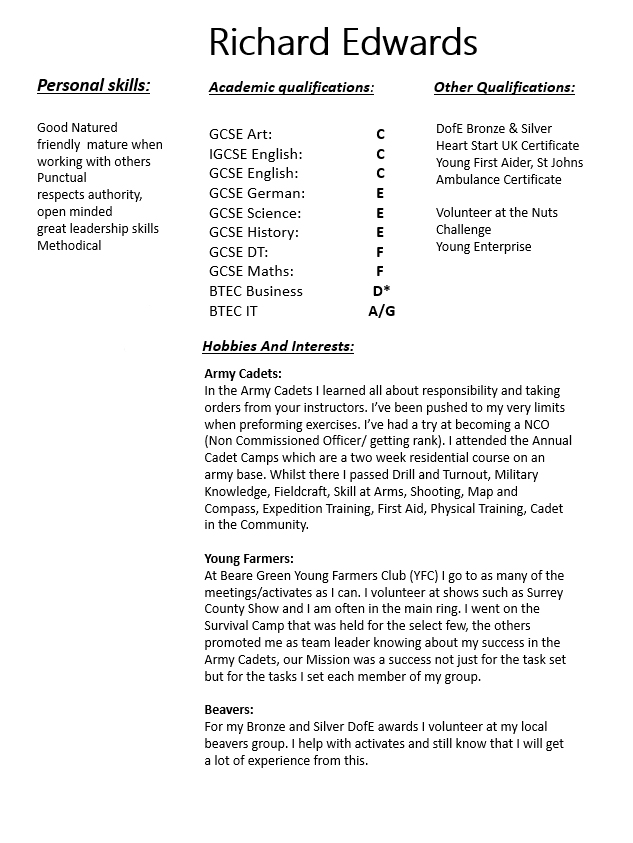 Richard Edwards
Personal skills:
Good Natured
friendly  mature when
working with others
Punctual
respects authority,
open minded
great leadership skills
Methodical
Academic qualifications:
GCSE Art: C
IGCSE English: C
GCSE English: C
GCSE German: E
GCSE Science: E
GCSE History: E
GCSE DT: F
GCSE Maths: F
BTEC Business D*
BTEC IT A/G
Other Qualifications:
DofE Bronze & Silver
Heart Start UK Certificate
Young First Aider, St Johns
Ambulance Certificate
Volunteer at the Nuts
Challenge
Young Enterprise
Hobbies And Interests:
Army Cadets:
In the Army Cadets I learned all about responsibility and taking
orders from your instructors. I’ve been pushed to my very limits
when preforming exercises. I’ve had a try at becoming a NCO
(Non Commissioned Officer/ getting rank). I attended the Annual
Cadet Camps which are a two week residential course on an
army base. Whilst there I passed Drill and Turnout, Military
Knowledge, Fieldcraft, Skill at Arms, Shooting, Map and
Compass, Expedition Training, First Aid, Physical Training, Cadet
in the Community.
Young Farmers:
At Beare Green Young Farmers Club (YFC) I go to as many of the
meetings/activates as I can. I volunteer at shows such as Surrey
County Show and I am often in the main ring. I went on the
Survival Camp that was held for the select few, the others
promoted me as team leader knowing about my success in the
Army Cadets, our Mission was a success not just for the task set
but for the tasks I set each member of my group.
Beavers:
For my Bronze and Silver DofE awards I volunteer at my local
beavers group. I help with activates and still know that I will get
a lot of experience from this.